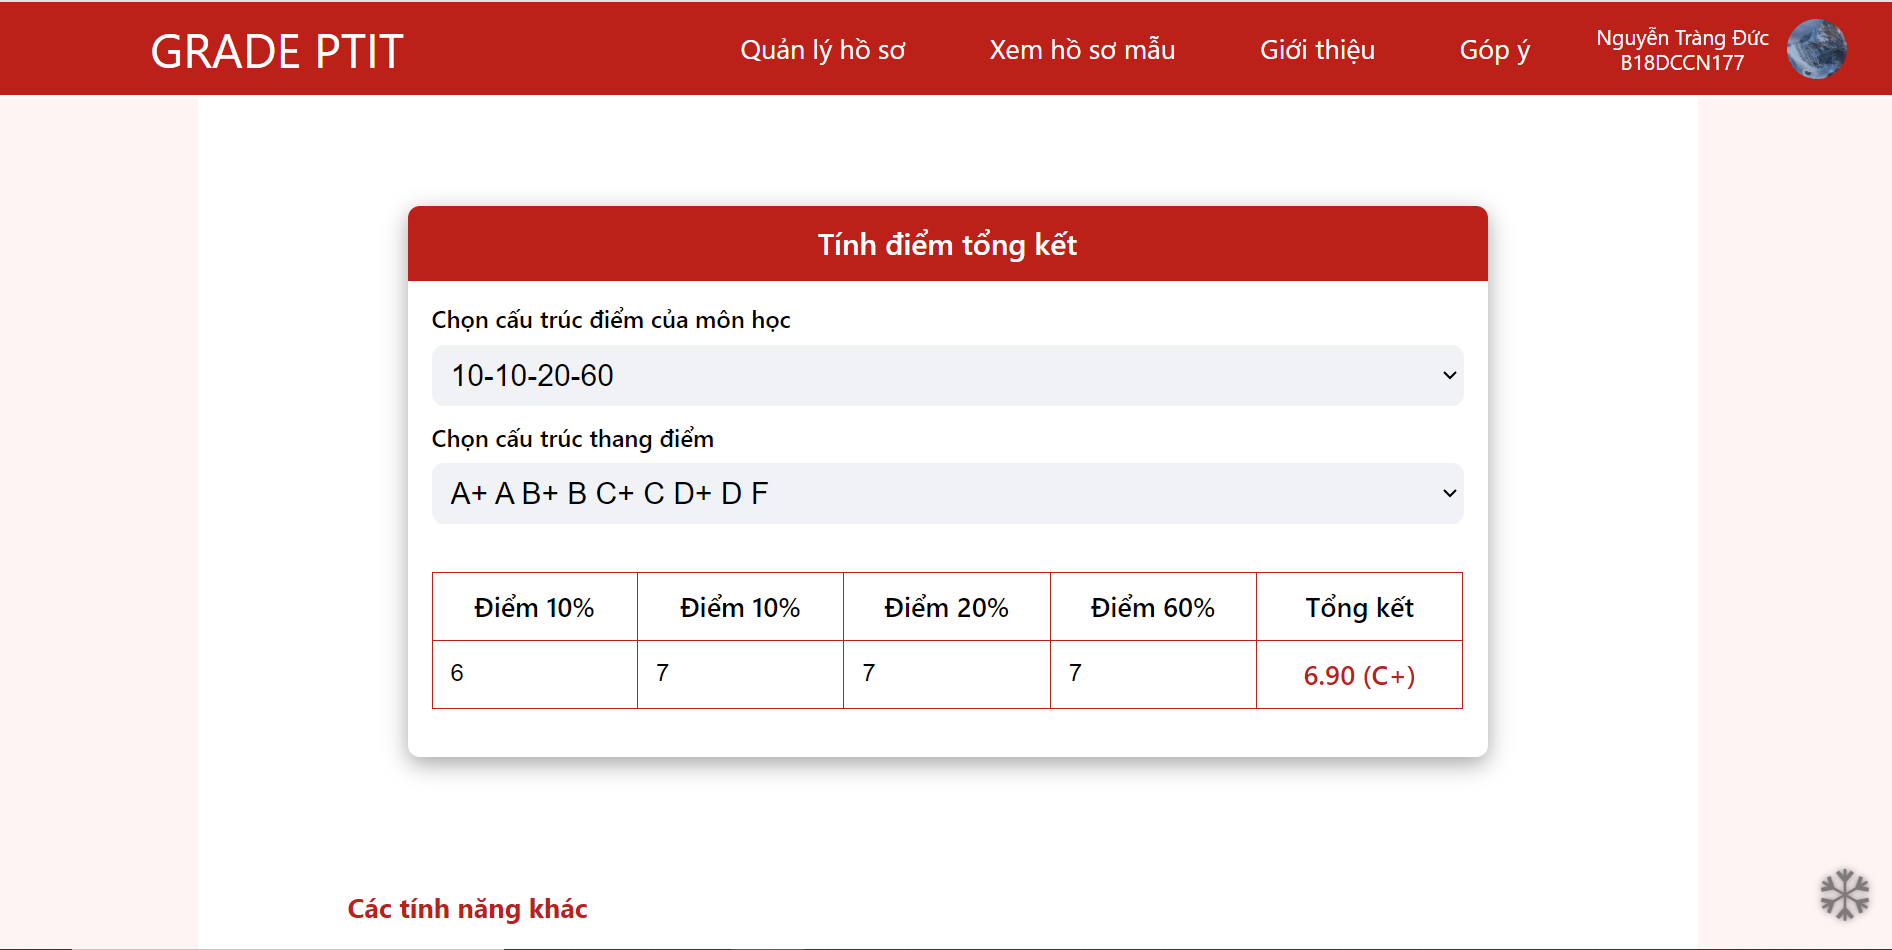 GRADE PTIT
Quản lý hồ sơ
Xem hồ sơ mẫu
Giới thiệu
Góp ý
Nguyễn Tràng Đức
B18DCCN177
Tính điểm tổng kết
Chọn cấu trúc điểm của môn học
10-10-20-60
Chọn cấu trúc thang điểm
A+ A B+ B C+ C D+ D F
Điểm 10% Điểm 10% Điểm 20% Điểm 60% Tổng kết
6 7 7 7 6.90 (C+)
Các tính năng khác